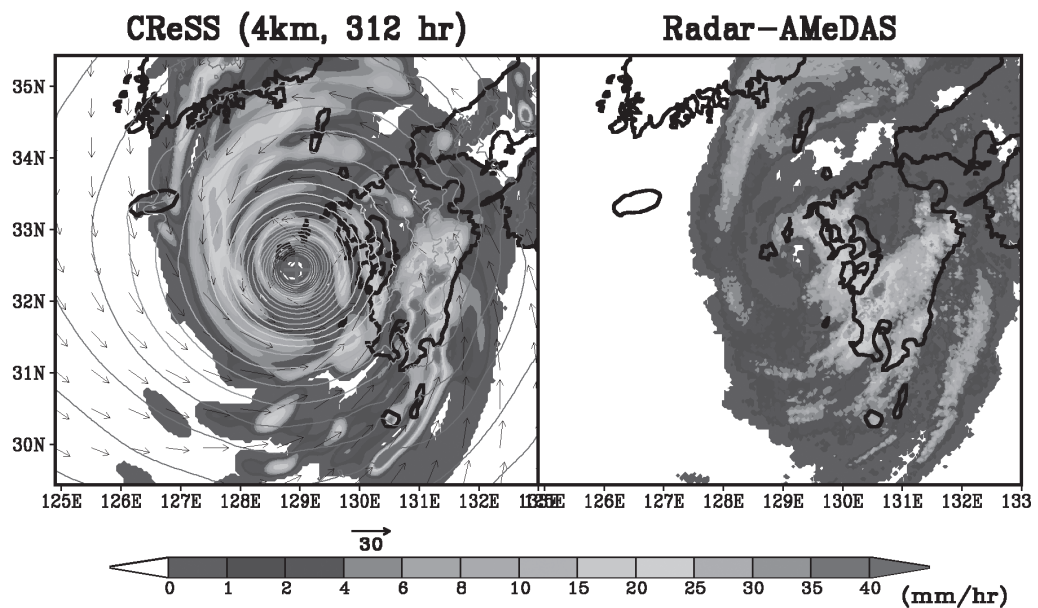 CReSS (4km, 312 hr)
Radar-AMeDAS
35N
34N
33N
32N
31N
30N
125E 126E 127E 128E 129E 130E 131E 132E
126E 127E 128E 129E 130E 131E 132E 133
30
0 1 2 4 6 8 10 15 20 25 30 35 40
(mm/hr)